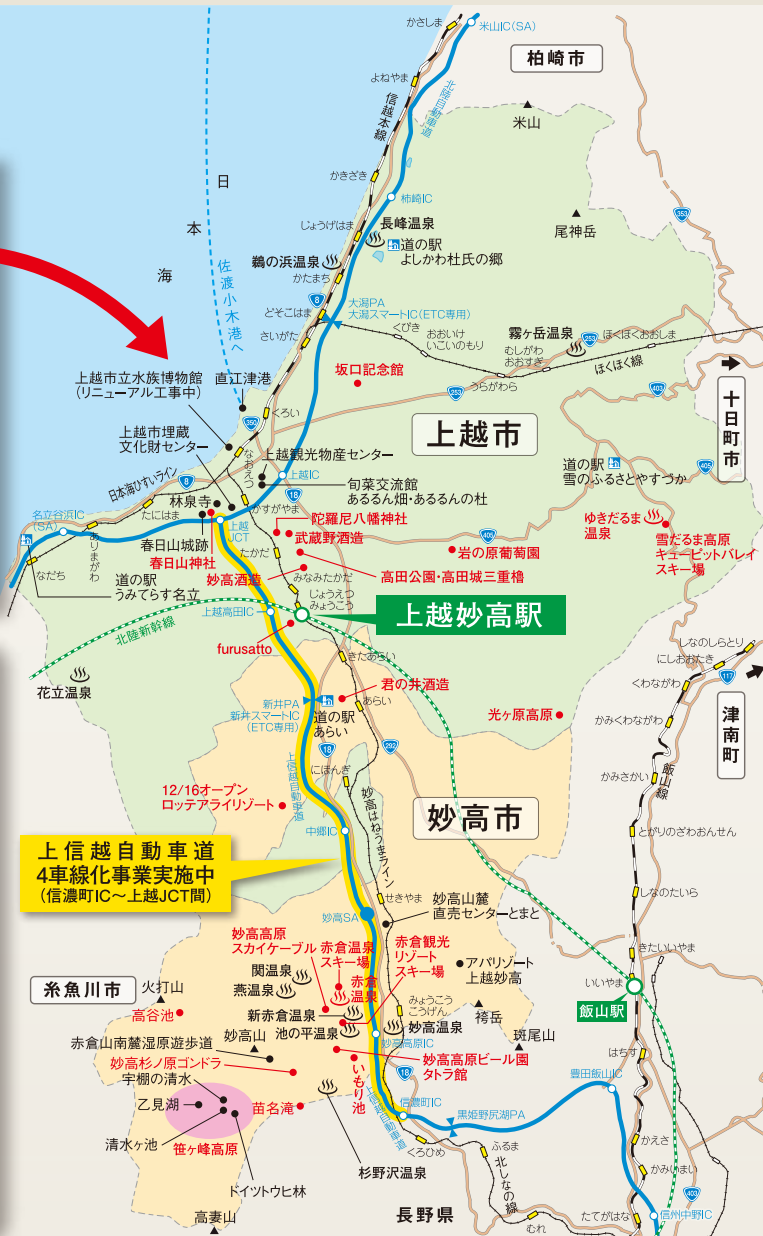 かさしま
米山IC(SA)
柏崎市
よねやま
信越本線
北陸自動車道
米山
353
かきざき
柿崎IC
日本海
佐渡小木港へ
じょうげはま
長峰温泉
道の駅
よしかわ杜氏の郷
尾神岳
353
鵜の浜温泉
かたまち
8
大潟PA
大潟スマートIC(ETC専用)
どそこはま
さいがた
くびき
おおいけ
いこいのもり
霧ヶ岳温泉
253
ほくほくおおしま
むしがわ
おおすぎ
ほくほく線
上越市立水族博物館
(リニューアル工事中)
直江津港
坂口記念館
うらがわら
253
403
十日町市
くろい
350
上越市
上越市埋蔵
文化財センター
なおえつ
上越観光物産センター
上越IC
旬菜交流館
あるるん畑・あるるんの杜
道の駅
雪のふるさとやすづか
405
日本海ひすいライン
8
18
林泉寺
かすがやま
名立谷浜IC
(SA)
たにはま
上越
JCT
陀羅尼八幡神社
ゆきだるま
温泉
春日山城跡
武蔵野酒造
405
ありまがわ
春日山神社
たかだ
岩の原葡萄園
雪だるま高原
キューピットバレイ
スキー場
なだち
道の駅
うみてらす名立
妙高酒造
みなみたかだ
高田公園・高田城三重櫓
じょうえつ
みょうこう
上越高田IC
上越妙高駅
北陸新幹線
furusatto
しなのしらとり
にしおおたき
きたあらい
花立温泉
117
くわながわ
君の井酒造
新井PA
新井スマートIC
(ETC専用)
道の駅
あらい
あらい
光ヶ原高原
津南町
かみくわながわ
18
292
上信越自動車道
にほんぎ
飯山線
かみさかい
12/16オープン
ロッテアライリゾート
妙高はねうまライン
妙高市
中郷IC
とがりのざわおんせん
上信越自動車道
4車線化事業実施中
(信濃町IC～上越JCT間)
せきやま
しなのたいら
妙高山麓
直売センターとまと
妙高SA
妙高高原
スカイケーブル
赤倉温泉
スキー場
赤倉観光
リゾート
スキー場
きたいいやま
アパリゾート
上越妙高
関温泉
燕温泉
赤倉
温泉
いいやま
糸魚川市
火打山
みょうこう
こうげん
飯山駅
高谷池
新赤倉温泉
池の平温泉
袴岳
妙高温泉
斑尾山
赤倉山南麓湿原遊歩道
妙高山
妙高高原IC
はちす
妙高杉ノ原ゴンドラ
18
妙高高原ビール園
タトラ館
宇棚の清水
いもり池
豊田飯山IC
乙見湖
苗名滝
上信越自動車道
信濃町IC
黒姫野尻湖PA
清水ヶ池
笹ヶ峰高原
くろひめ
ふるま
かえさ
杉野沢温泉
かみいまい
ドイツトウヒ林
北しなの線
403
高妻山
長野県
たてがはな
信州中野IC
むれ